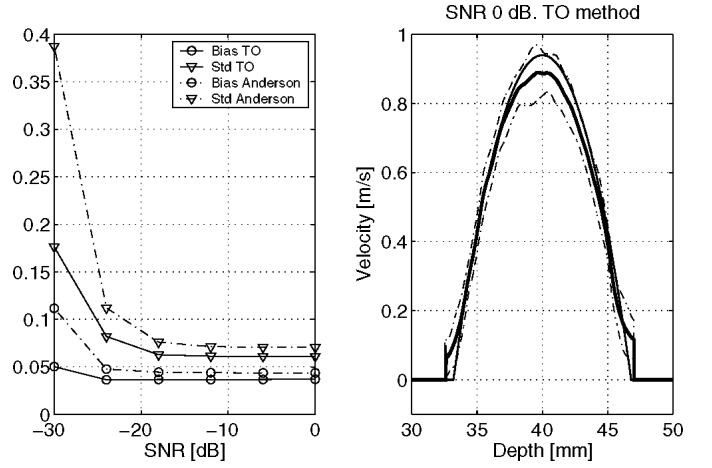 SNR 0 dB. TO method
0.4
0.35
0.3
0.25
0.2
0.15
0.1
0.05
0
Bias TO
Std TO
Bias Anderson
Std Anderson
−30 −20 −10 0
SNR [dB]
Velocity [m/s]
1
0.8
0.6
0.4
0.2
0
30 35 40 45 50
Depth [mm]